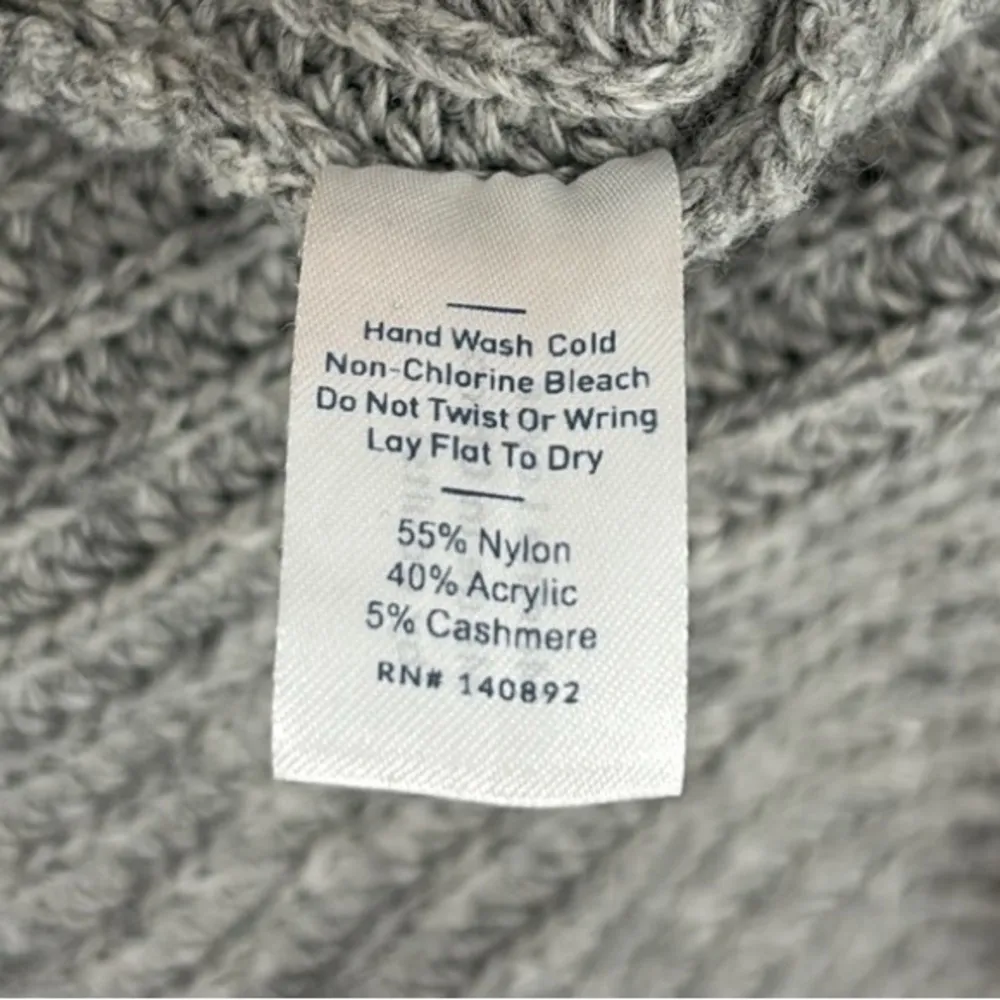 Hand Wash Cold
Non-Chlorine Bleach
Do Not Twist Or Wring
Lay Flat To Dry
55% Nylon
40% Acrylic
5% Cashmere
RN# 140892